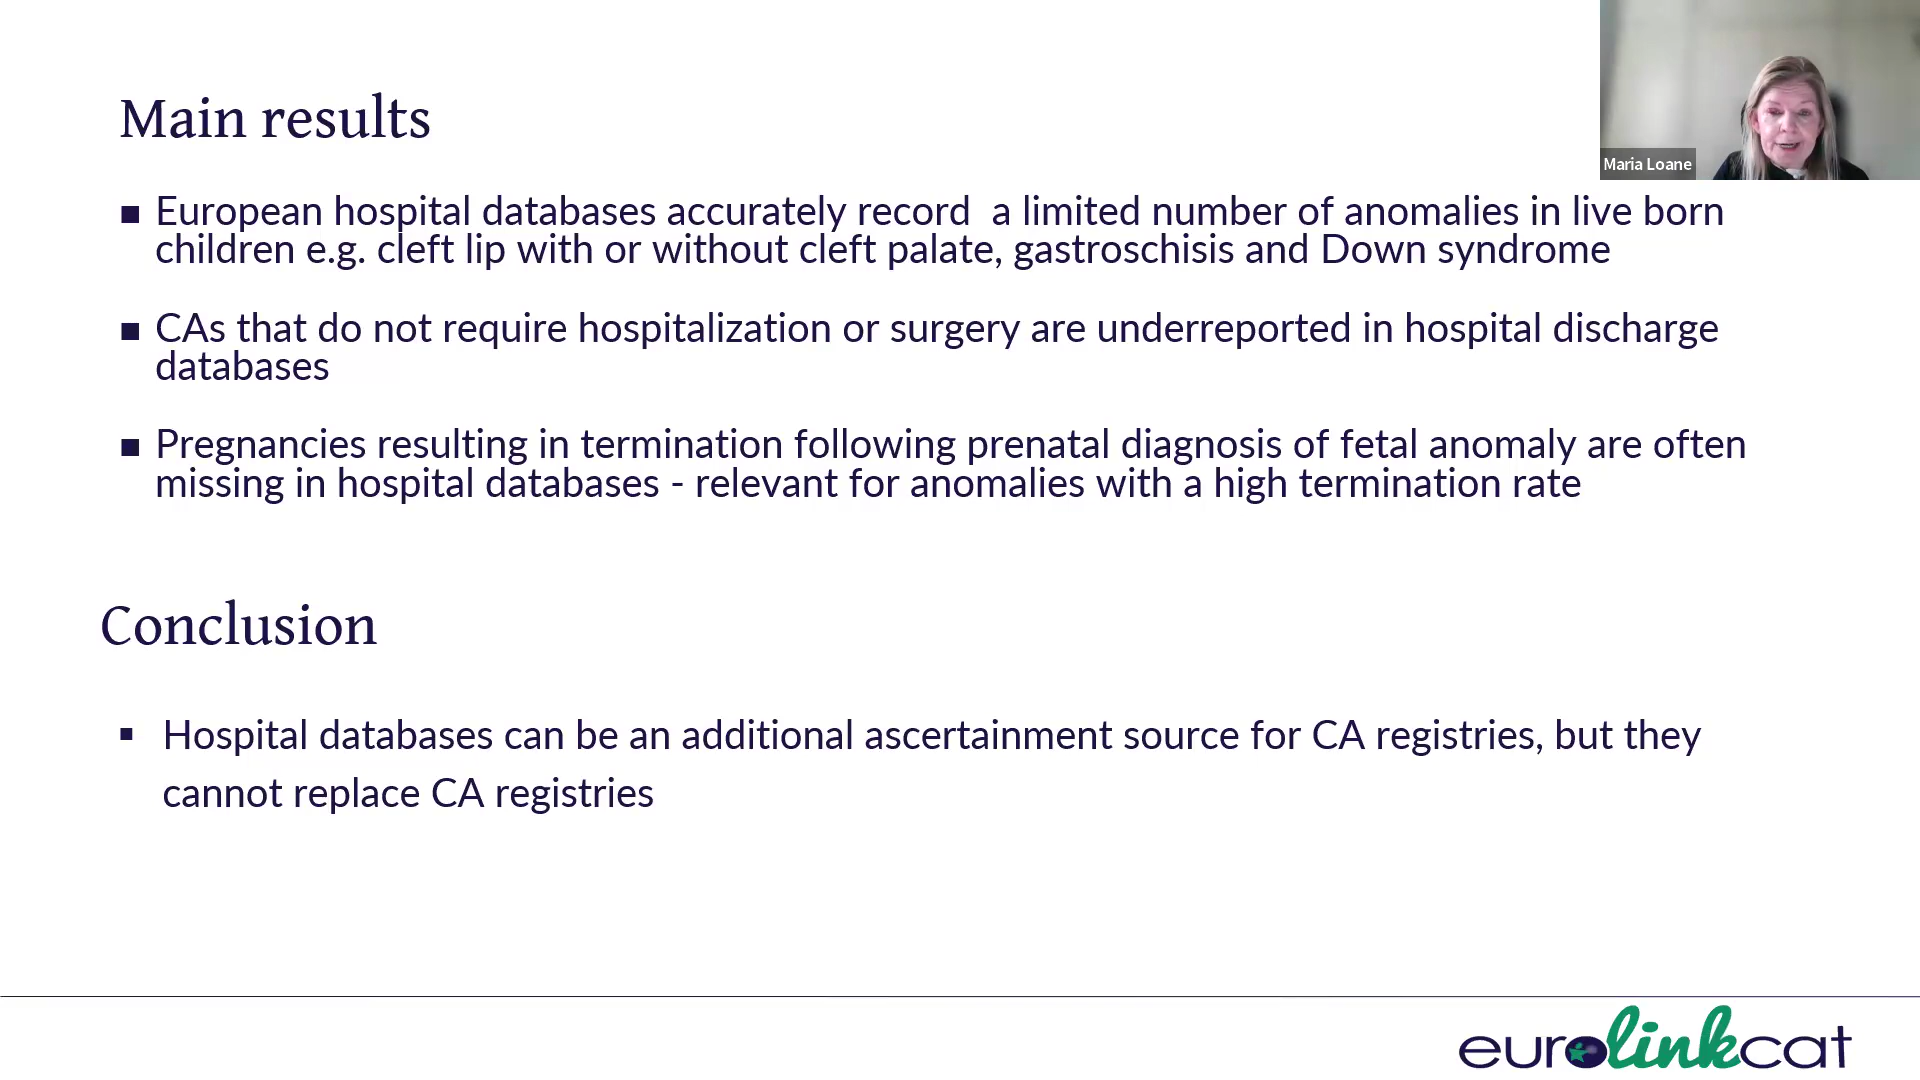 Main results
Maria Loane
■ European hospital databases accurately record  a limited number of anomalies in live born
children e.g. cleft lip with or without cleft palate, gastroschisis and Down syndrome
■ CAs that do not require hospitalization or surgery are underreported in hospital discharge
databases
■ Pregnancies resulting in termination following prenatal diagnosis of fetal anomaly are often
missing in hospital databases - relevant for anomalies with a high termination rate
Conclusion
▪ Hospital databases can be an additional ascertainment source for CA registries, but they
cannot replace CA registries
eurolinkcat